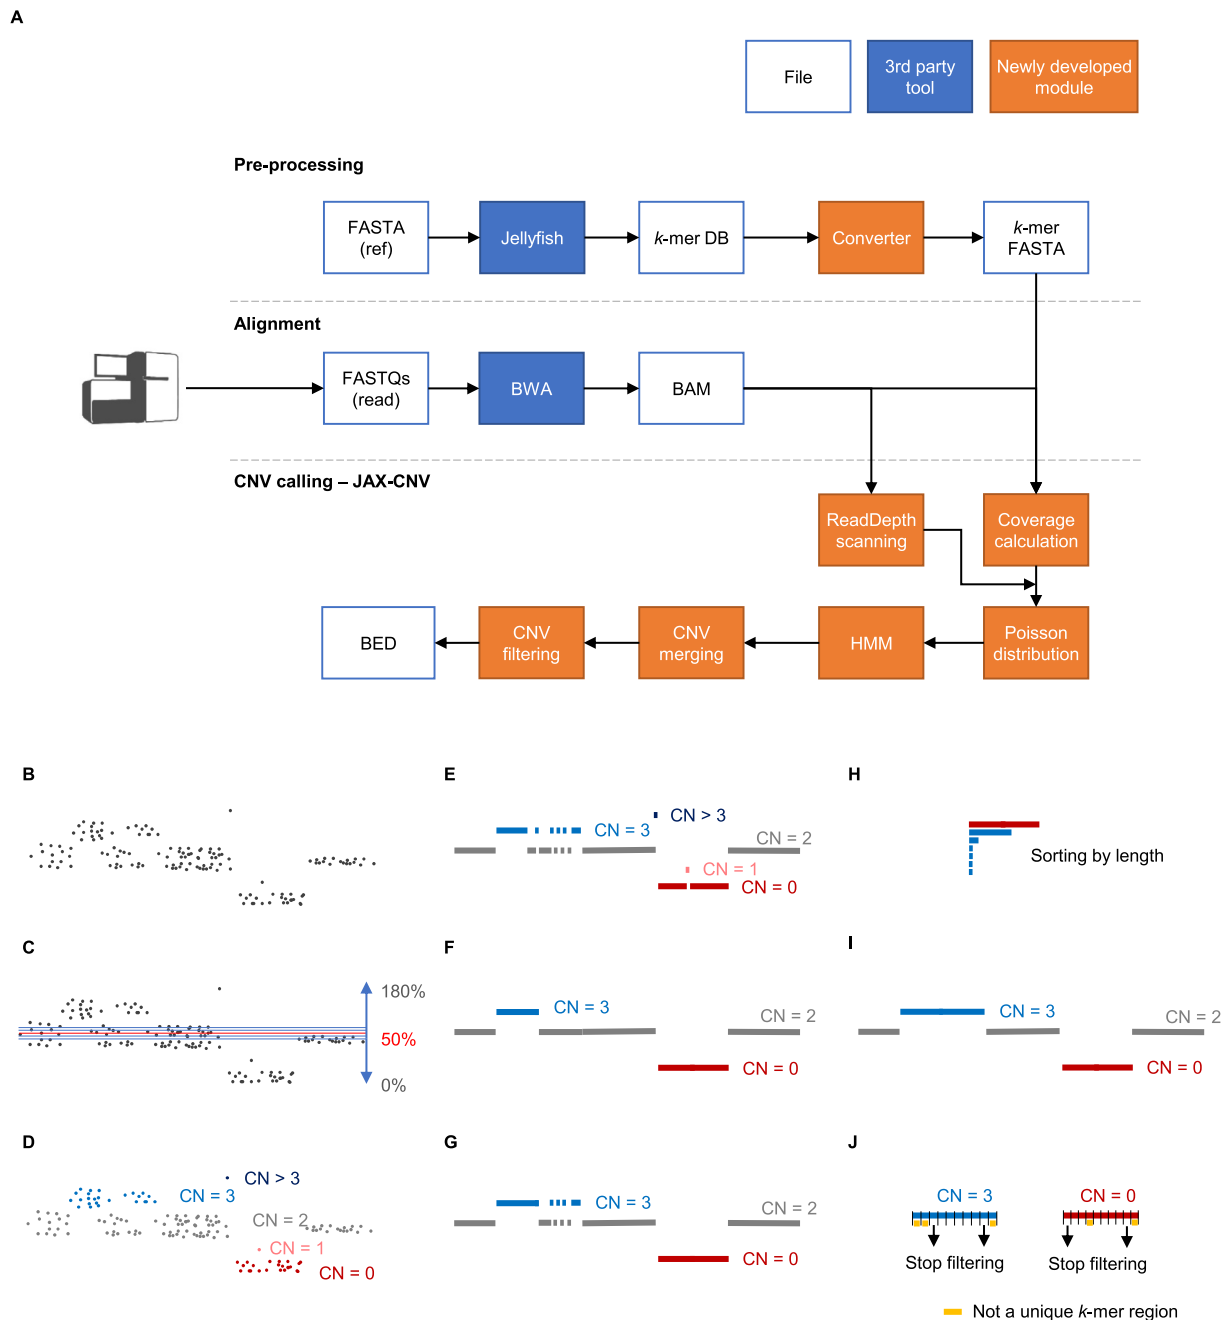 A
File
3rd party
tool
Newly developed
module
Pre-processing
FASTA
(ref)
Jellyfish
k-mer DB
Converter
k-mer
FASTA
Alignment
FASTQs
(read)
BWA
BAM
CNV calling – JAX-CNV
ReadDepth
scanning
Coverage
calculation
BED
CNV
filtering
CNV
merging
HMM
Poisson
distribution
B
E
CN > 3
CN = 3
CN = 2
CN = 1
CN = 0
H
Sorting by length
C
180%
50%
0%
F
CN = 3
CN = 2
CN = 0
I
CN = 3
CN = 2
CN = 0
D
CN > 3
CN = 3
CN = 2
CN = 1
CN = 0
G
CN = 3
CN = 2
CN = 0
J
CN = 3
CN = 0
Stop filtering
Stop filtering
Not a unique k-mer region